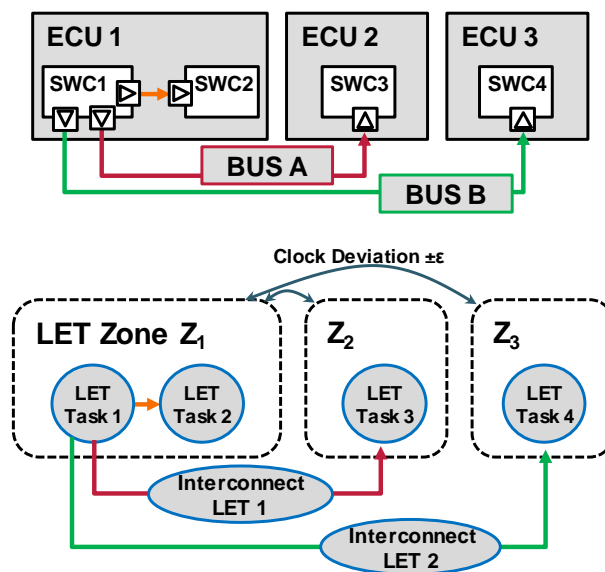 ECU 1
ECU 2
ECU 3
SWC1
SWC2
SWC3
SWC4
BUS A
BUS B
Clock Deviation ±ε
LET Zone Z1
Z2
Z3
LET
Task 1
LET
Task 2
LET
Task 3
LET
Task 4
Interconnect
LET 1
Interconnect
LET 2